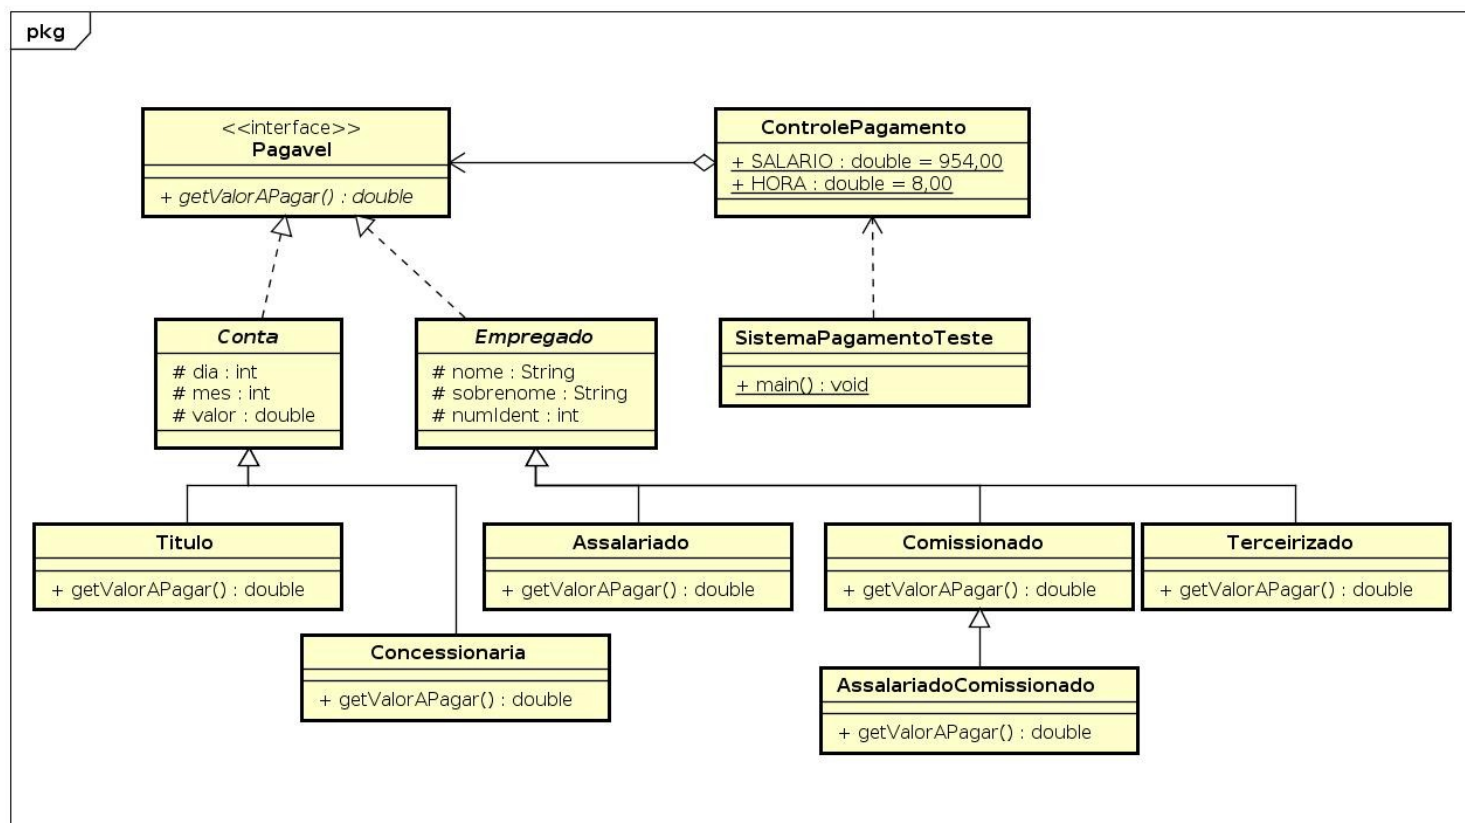 pkg
<<interface>>
Pagavel
+ getValorAPagar() : double
ControlePagamento
+ SALARIO : double = 954,00
+ HORA : double = 8,00
Conta
# dia : int
# mes : int
# valor : double
Empregado
# nome : String
# sobrenome : String
# numIdent : int
SistemaPagamentoTeste
+ main() : void
Titulo
+ getValorAPagar() : double
Assalariado
+ getValorAPagar() : double
Comissionado
+ getValorAPagar() : double
Terceirizado
+ getValorAPagar() : double
Concessionaria
+ getValorAPagar() : double
AssalariadoComissionado
+ getValorAPagar() : double